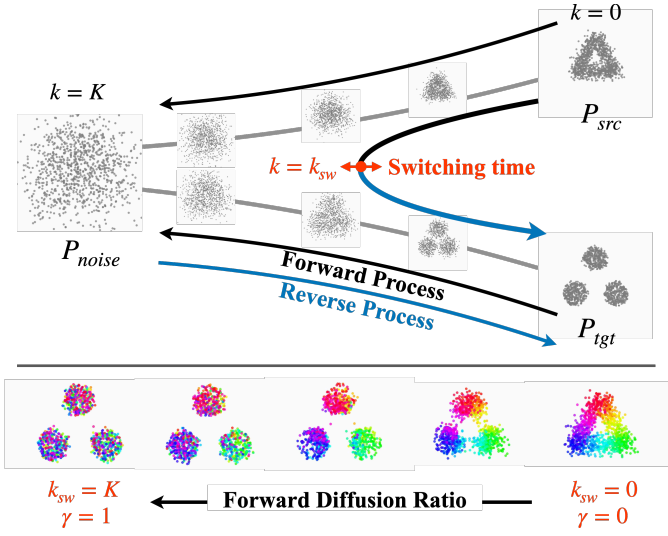 k = 0
k = K
P_src
k = k_sw
Switching time
P_noise
Forward Process
Reverse Process
P_tgt
k_sw = K
γ = 1
Forward Diffusion Ratio
k_sw = 0
γ = 0